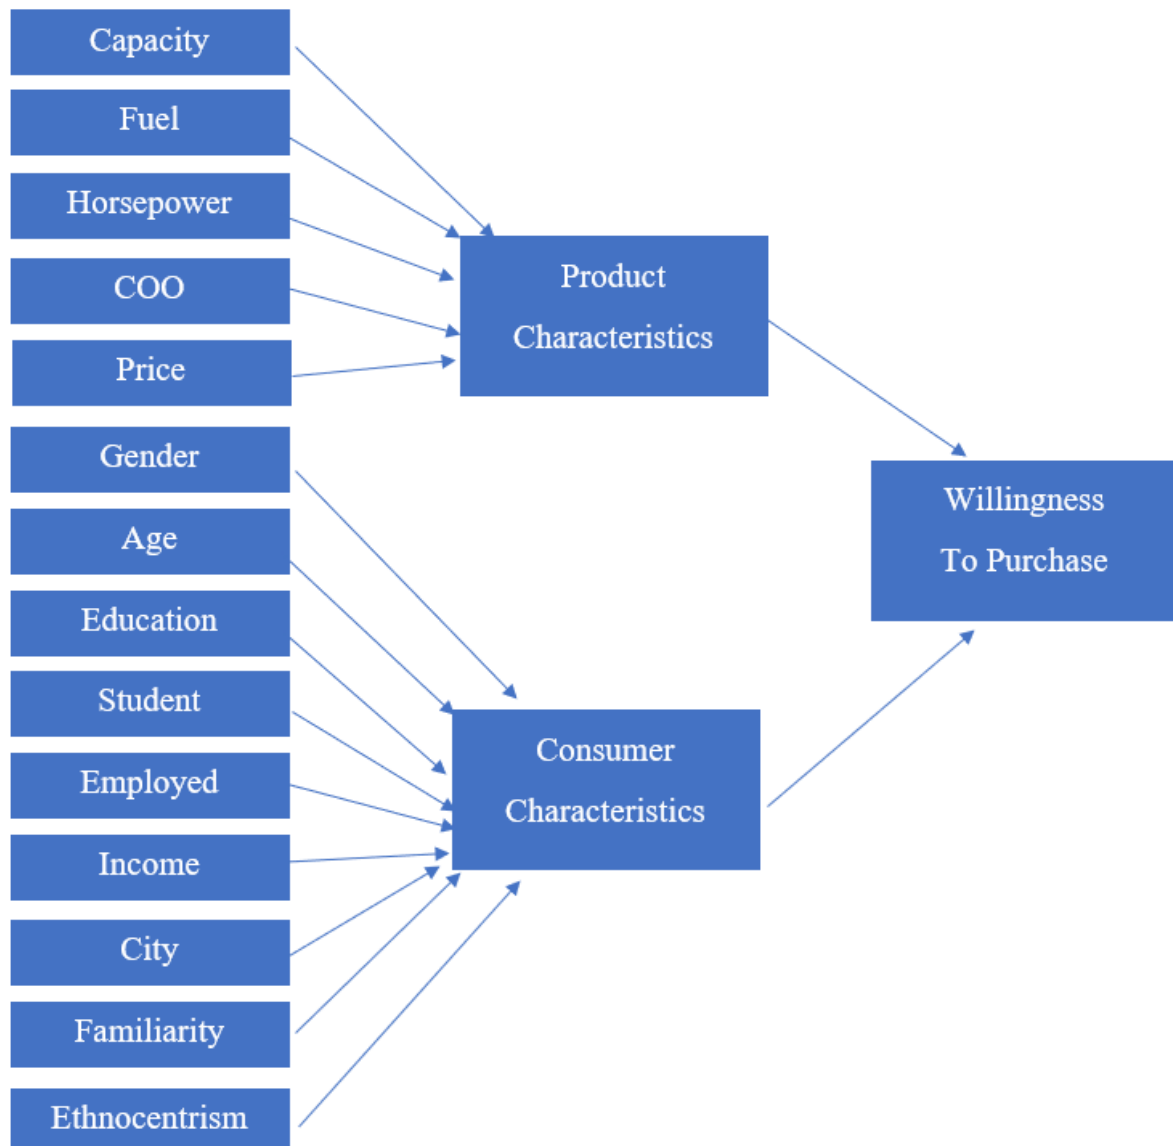 Capacity
Fuel
Horsepower
COO
Price
Gender
Age
Education
Student
Employed
Income
City
Familiarity
Ethnocentrism
Product
Characteristics
Consumer
Characteristics
Willingness
To Purchase